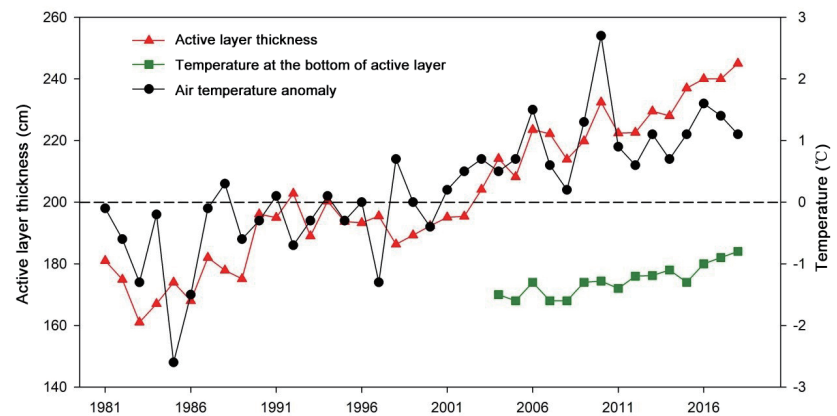 260
240
220
200
180
160
140
Active layer thickness (cm)
Active layer thickness
Temperature at the bottom of active layer
Air temperature anomaly
3
2
1
0
-1
-2
-3
Temperature (℃)
1981 1986 1991 1996 2001 2006 2011 2016